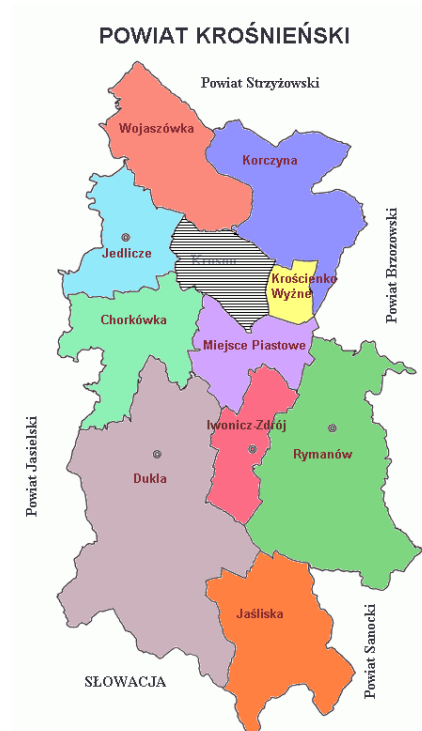 POWIAT KROŚNIEŃSKI
Powiat Strzyżowski
Wojaszówka
Korczyna
Powiat Brzozowski
Jedlicze
Krosno
Krościenko
Wyżne
Chorkówka
Miejsce Piastowe
Iwonicz-Zdrój
Rymanów
Powiat Jasielski
Dukla
Jaśliska
Powiat Sanocki
SŁOWACJA